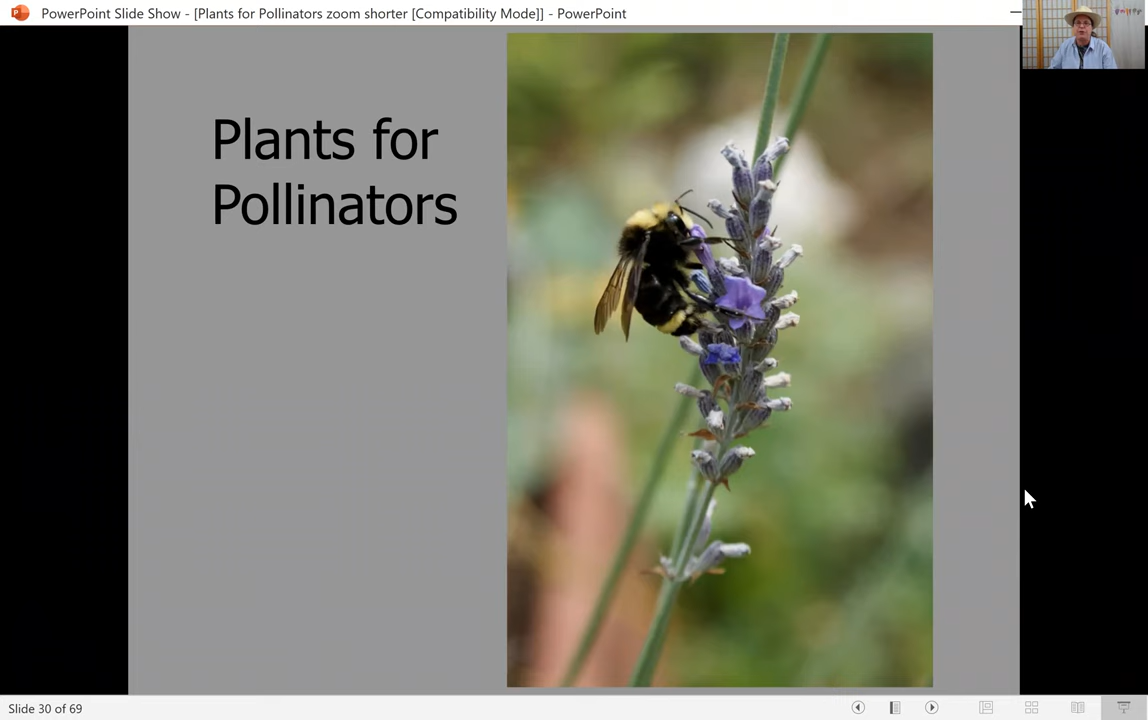 PowerPoint Slide Show - [Plants for Pollinators zoom shorter [Compatibility Mode]] - PowerPoint
Plants for
Pollinators
Slide 30 of 69